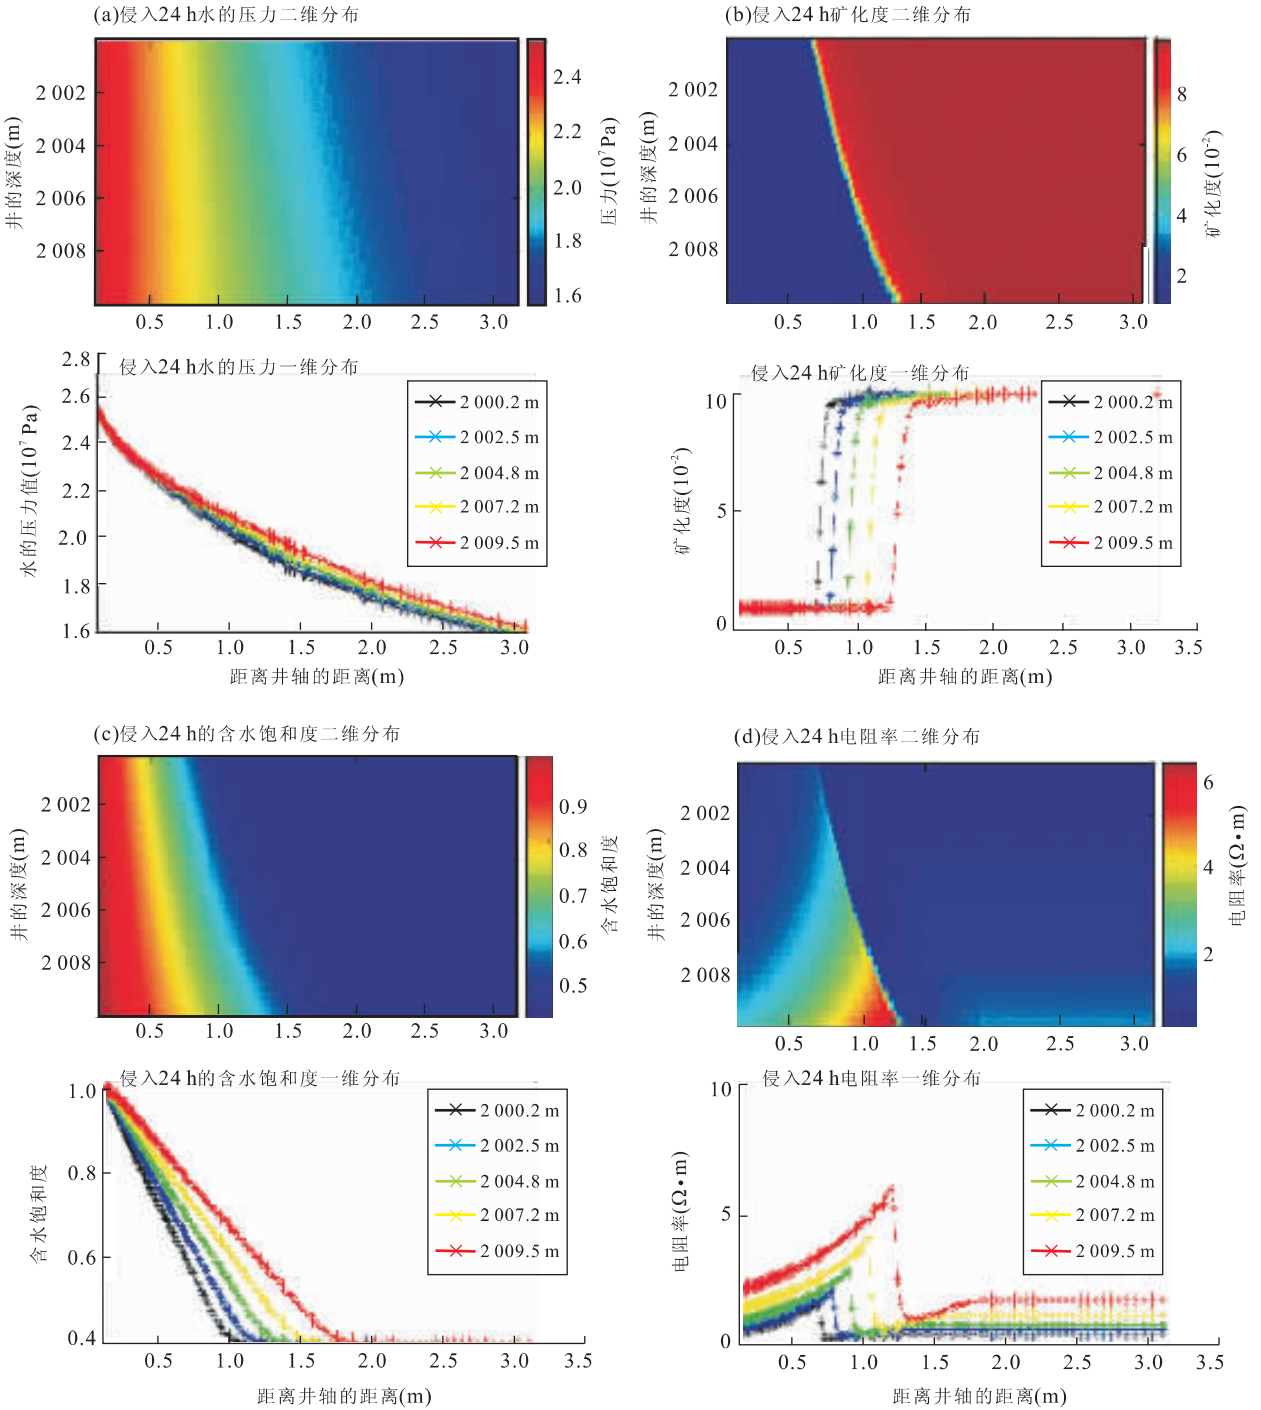 (a)侵入24 h水的压力二维分布
井的深度(m)
2 002
2 004
2 006
2 008
0.5 1.0 1.5 2.0 2.5 3.0
2.4
2.2
2.0
1.8
1.6
压力(10⁷Pa)
侵入24 h水的压力一维分布
水的压力值(10⁷Pa)
2.8
2.6
2.4
2.2
2.0
1.8
1.6
2 000.2 m
2 002.5 m
2 004.8 m
2 007.2 m
2 009.5 m
0.5 1.0 1.5 2.0 2.5 3.0
距离井轴的距离(m)
(b)侵入24 h矿化度二维分布
井的深度(m)
2 002
2 004
2 006
2 008
0.5 1.0 1.5 2.0 2.5 3.0
8
6
4
2
矿化度(10⁻²)
侵入24 h矿化度一维分布
矿化度(10⁻²)
10
5
0
2 000.2 m
2 002.5 m
2 004.8 m
2 007.2 m
2 009.5 m
0.5 1.0 1.5 2.0 2.5 3.0 3.5
距离井轴的距离(m)
(c)侵入24 h的含水饱和度二维分布
井的深度(m)
2 002
2 004
2 006
2 008
0.5 1.0 1.5 2.0 2.5 3.0
0.9
0.8
0.7
0.6
0.5
含水饱和度
侵入24 h的含水饱和度一维分布
含水饱和度
1.0
0.8
0.6
0.4
2 000.2 m
2 002.5 m
2 004.8 m
2 007.2 m
2 009.5 m
0.5 1.0 1.5 2.0 2.5 3.0 3.5
距离井轴的距离(m)
(d)侵入24 h电阻率二维分布
井的深度(m)
2 002
2 004
2 006
2 008
0.5 1.0 1.5 2.0 2.5 3.0
6
4
2
电阻率(Ω•m)
侵入24 h电阻率一维分布
电阻率(Ω•m)
10
5
0
2 000.2 m
2 002.5 m
2 004.8 m
2 007.2 m
2 009.5 m
0.5 1.0 1.5 2.0 2.5 3.0 3.5
距离井轴的距离(m)